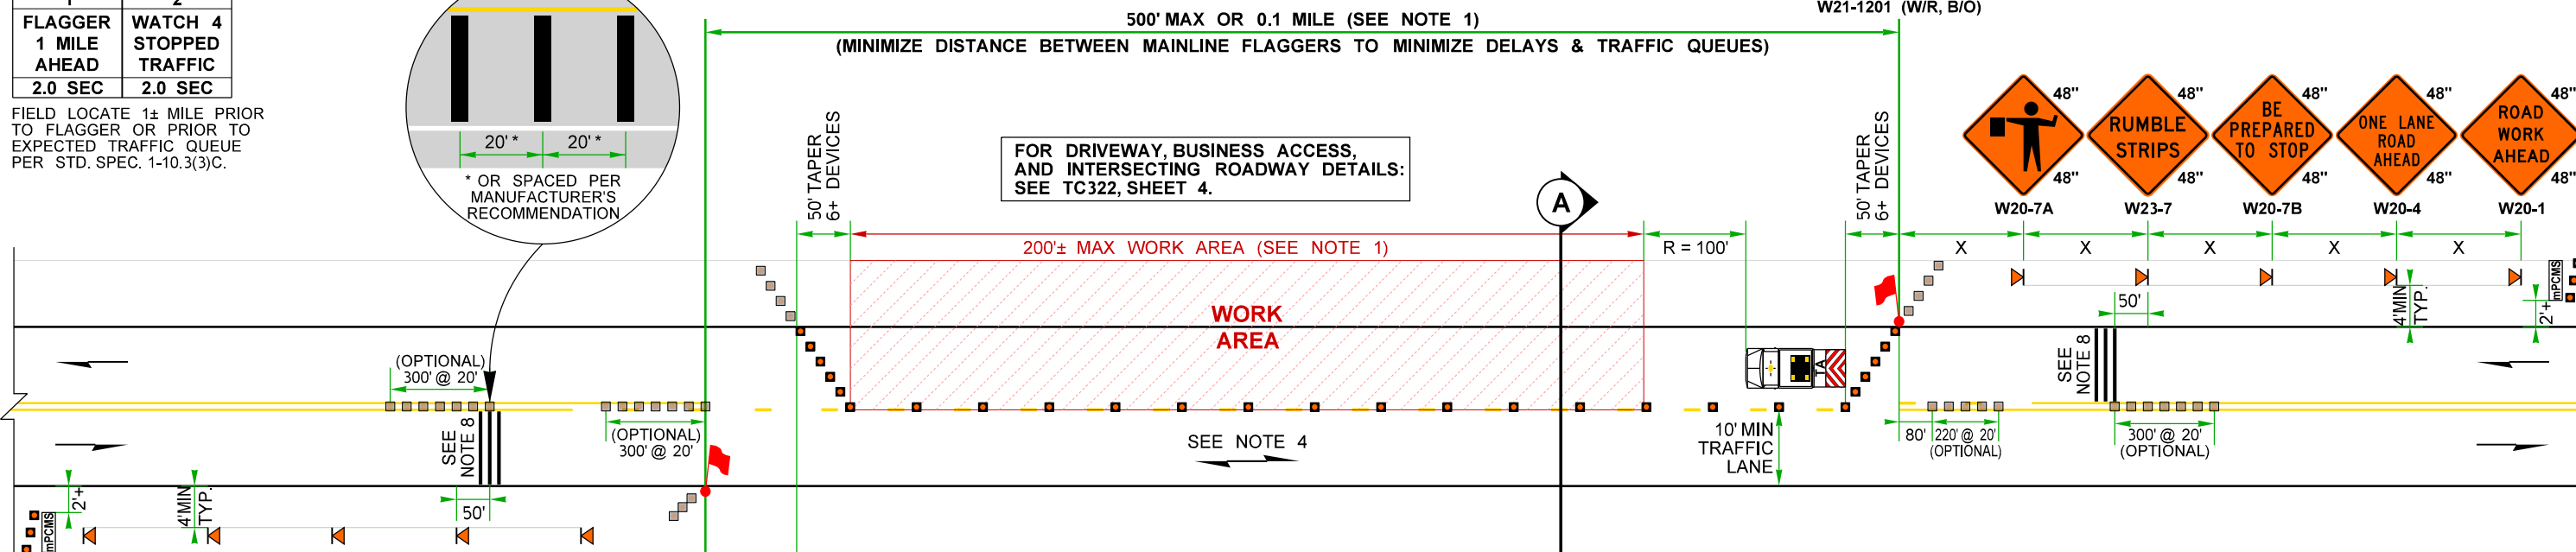 1 2
FLAGGER WATCH 4
1 MILE STOPPED
AHEAD TRAFFIC
2.0 SEC 2.0 SEC
FIELD LOCATE 1± MILE PRIOR
TO FLAGGER OR PRIOR TO
EXPECTED TRAFFIC QUEUE
PER STD. SPEC. 1-10.3(3)C.
20' * 20' *
* OR SPACED PER
MANUFACTURER'S
RECOMMENDATION
500' MAX OR 0.1 MILE (SEE NOTE 1)
(MINIMIZE DISTANCE BETWEEN MAINLINE FLAGGERS TO MINIMIZE DELAYS & TRAFFIC QUEUES)
W21-1201 (W/R, B/O)
50' TAPER
6+ DEVICES
FOR DRIVEWAY, BUSINESS ACCESS,
AND INTERSECTING ROADWAY DETAILS:
SEE TC322, SHEET 4.
A
50' TAPER
6+ DEVICES
48"
48"
W20-7A
RUMBLE
STRIPS
48"
48"
W23-7
BE
PREPARED
TO STOP
48"
48"
W20-7B
ONE LANE
ROAD
AHEAD
48"
48"
W20-4
ROAD
WORK
AHEAD
48"
48"
W20-1
200'± MAX WORK AREA (SEE NOTE 1)
R = 100'
X X X X X
WORK
AREA
50'
4'MIN
TYP.
2'+
mPCMS
(OPTIONAL)
300' @ 20'
SEE
NOTE 8
TA
SEE
NOTE 8
(OPTIONAL)
300' @ 20'
SEE NOTE 4
10' MIN
TRAFFIC
LANE
80'
220' @ 20'
(OPTIONAL)
300' @ 20'
(OPTIONAL)
2'+
4'MIN
TYP.
50'
mPCMS